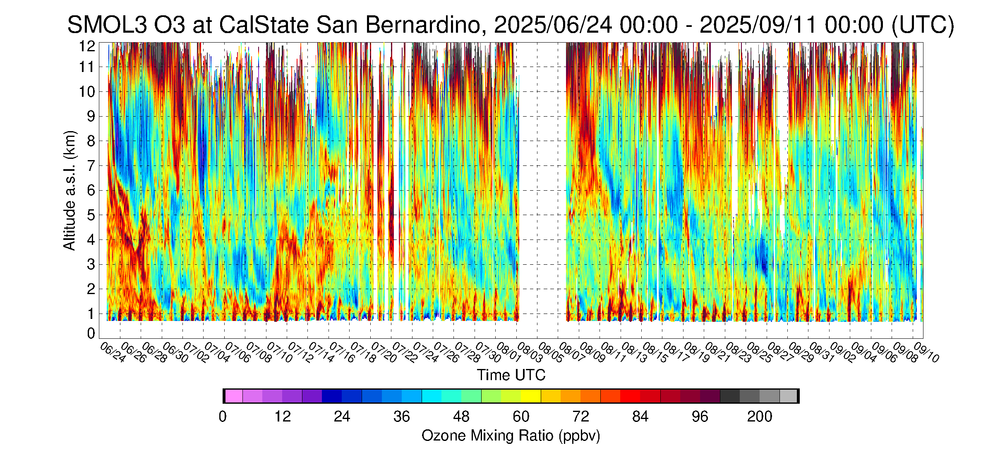 SMOL3 O3 at CalState San Bernardino, 2025/06/24 00:00 - 2025/09/11 00:00 (UTC)
Altitude a.s.l. (km)
12
11
10
9
8
7
6
5
4
3
2
1
0
06/24 06/26 06/28 06/30 07/02 07/04 07/06 07/08 07/10 07/12 07/14 07/16 07/18 07/20 07/22 07/24 07/26 07/28 07/30 08/01 08/03 08/05 08/07 08/09 08/11 08/13 08/15 08/17 08/19 08/21 08/23 08/25 08/27 08/29 08/31 09/02 09/04 09/06 09/08 09/10
Time UTC
0 12 24 36 48 60 72 84 96 200
Ozone Mixing Ratio (ppbv)